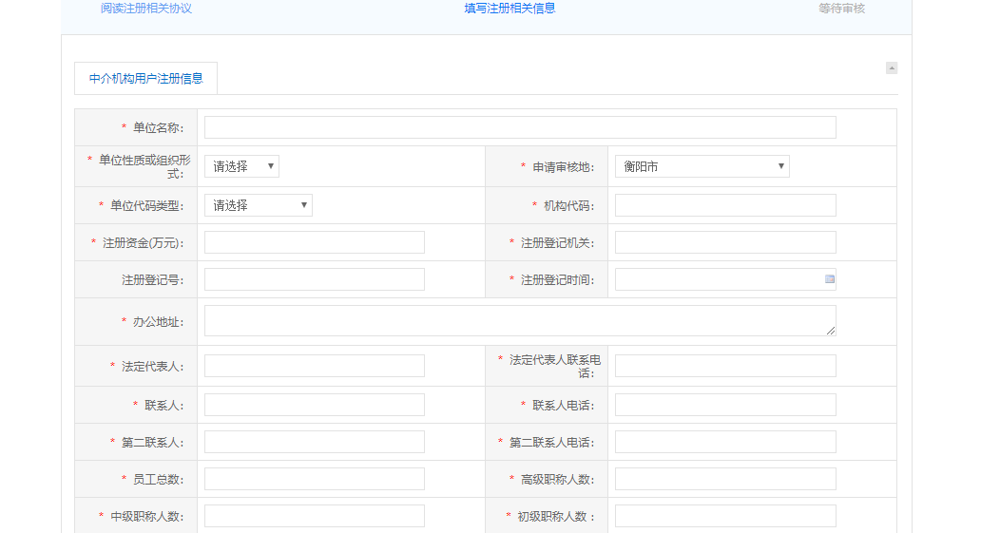 阅读注册相关协议 填写注册相关信息 等待审核
中介机构用户注册信息
* 单位名称:
* 单位性质或组织形式: 请选择 * 申请审核地: 衡阳市
* 单位代码类型: 请选择 * 机构代码:
* 注册资金(万元): * 注册登记机关:
注册登记号: * 注册登记时间:
* 办公地址:
* 法定代表人: * 法定代表人联系电话:
* 联系人: * 联系人电话:
* 第二联系人: * 第二联系人电话:
* 员工总数: * 高级职称人数:
* 中级职称人数: * 初级职称人数 :